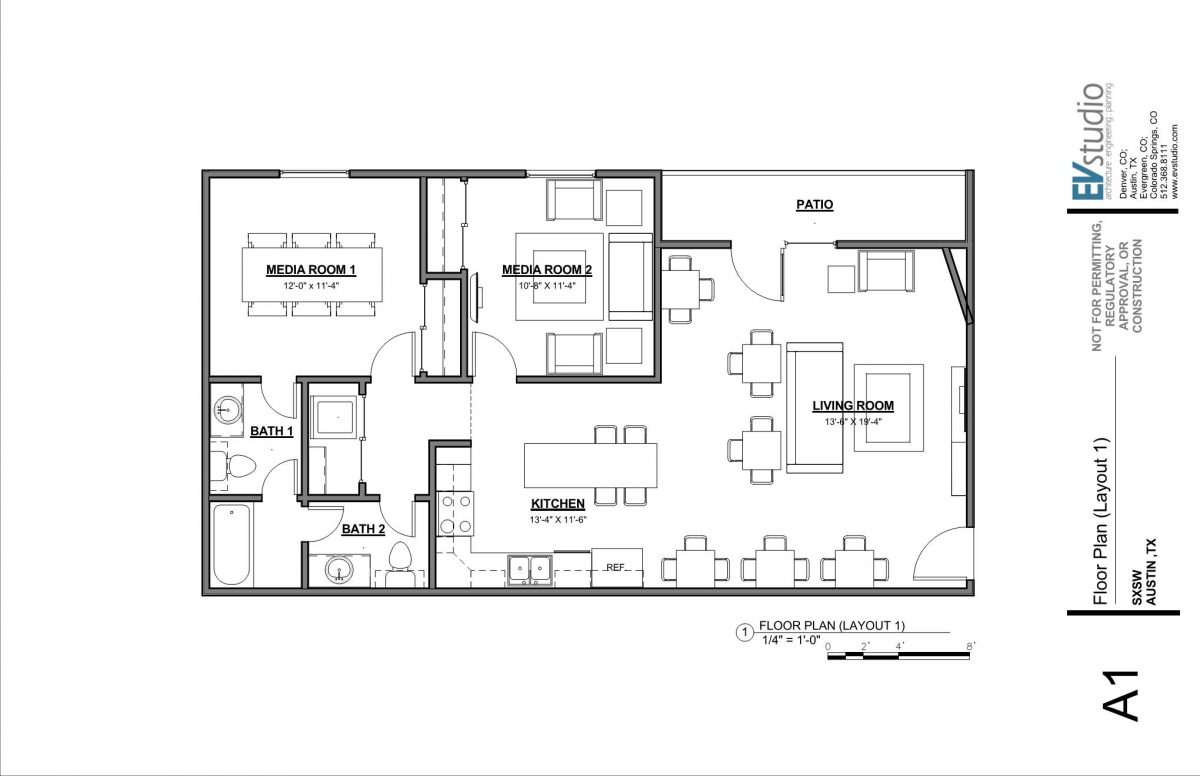 PATIO
MEDIA ROOM 1
12'-0" x 11'-4"
MEDIA ROOM 2
10'-8" X 11'-4"
LIVING ROOM
13'-6" X 19'-4"
BATH 1
KITCHEN
13'-4" X 11'-6"
BATH 2
REF.
1
FLOOR PLAN (LAYOUT 1)
1/4" = 1'-0"
0 2' 4' 8'
EVstudio
architecture : engineering : planning
Denver, CO;
Austin, TX
Evergreen, CO;
Colorado Springs, CO
512.368.8111
www.evstudio.com
NOT FOR PERMITTING,
REGULATORY
APPROVAL, OR
CONSTRUCTION
Floor Plan (Layout 1)
SXSW
AUSTIN ,TX
A1